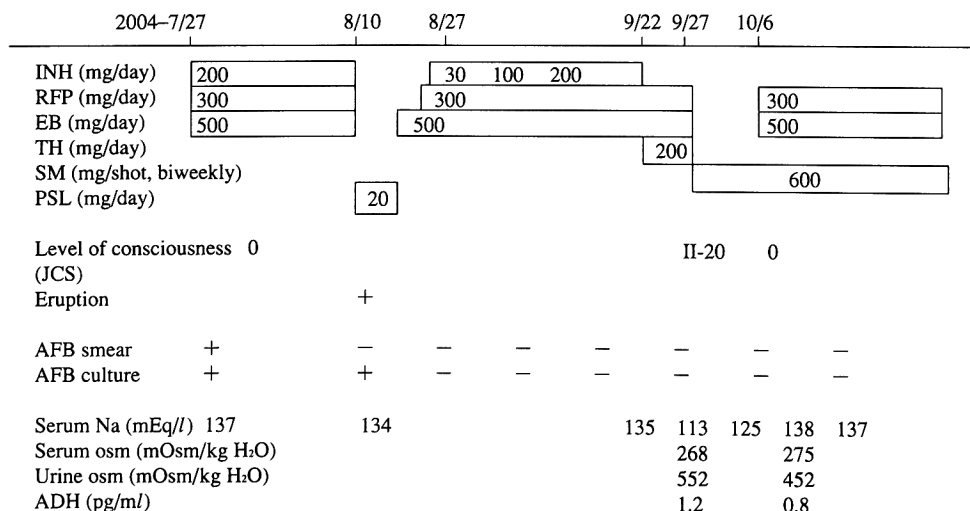 2004–7/27 8/10 8/27 9/22 9/27 10/6
INH (mg/day) 200 30 100 200
RFP (mg/day) 300 300 300
EB (mg/day) 500 500 500
TH (mg/day) 200
SM (mg/shot, biweekly) 600
PSL (mg/day) 20
Level of consciousness 0 II-20 0
(JCS)
Eruption +
AFB smear + − − − − − − −
AFB culture + + − − − − − −
Serum Na (mEq/l) 137 134 135 113 125 138 137
Serum osm (mOsm/kg H₂O) 268 275
Urine osm (mOsm/kg H₂O) 552 452
ADH (pg/ml) 1.2 0.8